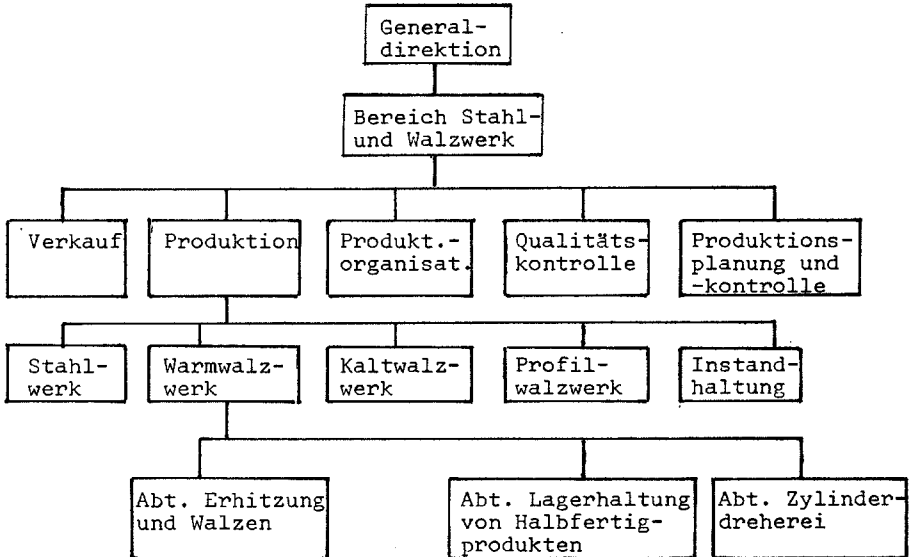 General-
direktion
Bereich Stahl-
und Walzwerk
Verkauf
Produktion
Produkt.-
organisat.
Qualitäts-
kontrolle
Produktions-
planung und
-kontrolle
Stahl-
werk
Warmwalz-
werk
Kaltwalz-
werk
Profil-
walzwerk
Instand-
haltung
Abt. Erhitzung
und Walzen
Abt. Lagerhaltung
von Halbfertig-
produkten
Abt. Zylinder-
dreherei